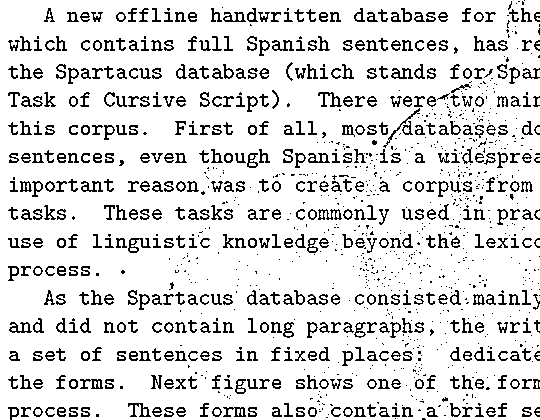 A new offline handwritten database for the
which contains full Spanish sentences, has re
the Spartacus database (which stands for Span
Task of Cursive Script). There were two main
this corpus. First of all, most databases do
sentences, even though Spanish is a widesprea
important reason was to create a corpus from
tasks. These tasks are commonly used in prac
use of linguistic knowledge beyond the lexico
process.
As the Spartacus database consisted mainly
and did not contain long paragraphs, the writ
a set of sentences in fixed places: dedicate
the forms. Next figure shows one of the form
process. These forms also contain a brief se